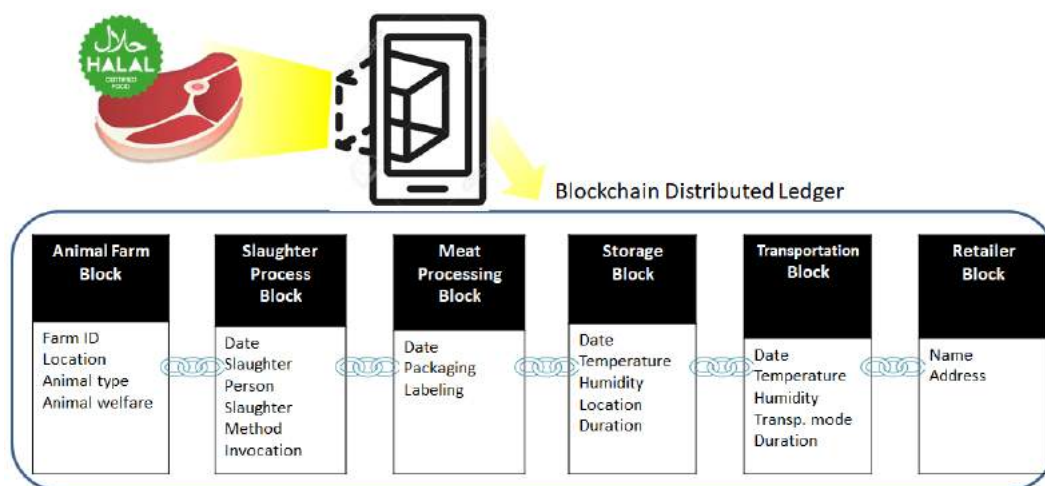 حلال
HALAL
CERTIFIED
FOOD
Blockchain Distributed Ledger
Animal Farm
Block
Farm ID
Location
Animal type
Animal welfare
Slaughter
Process
Block
Date
Slaughter
Person
Slaughter
Method
Invocation
Meat
Processing
Block
Date
Packaging
Labeling
Storage
Block
Date
Temperature
Humidity
Location
Duration
Transportation
Block
Date
Temperature
Humidity
Transp. mode
Duration
Retailer
Block
Name
Address